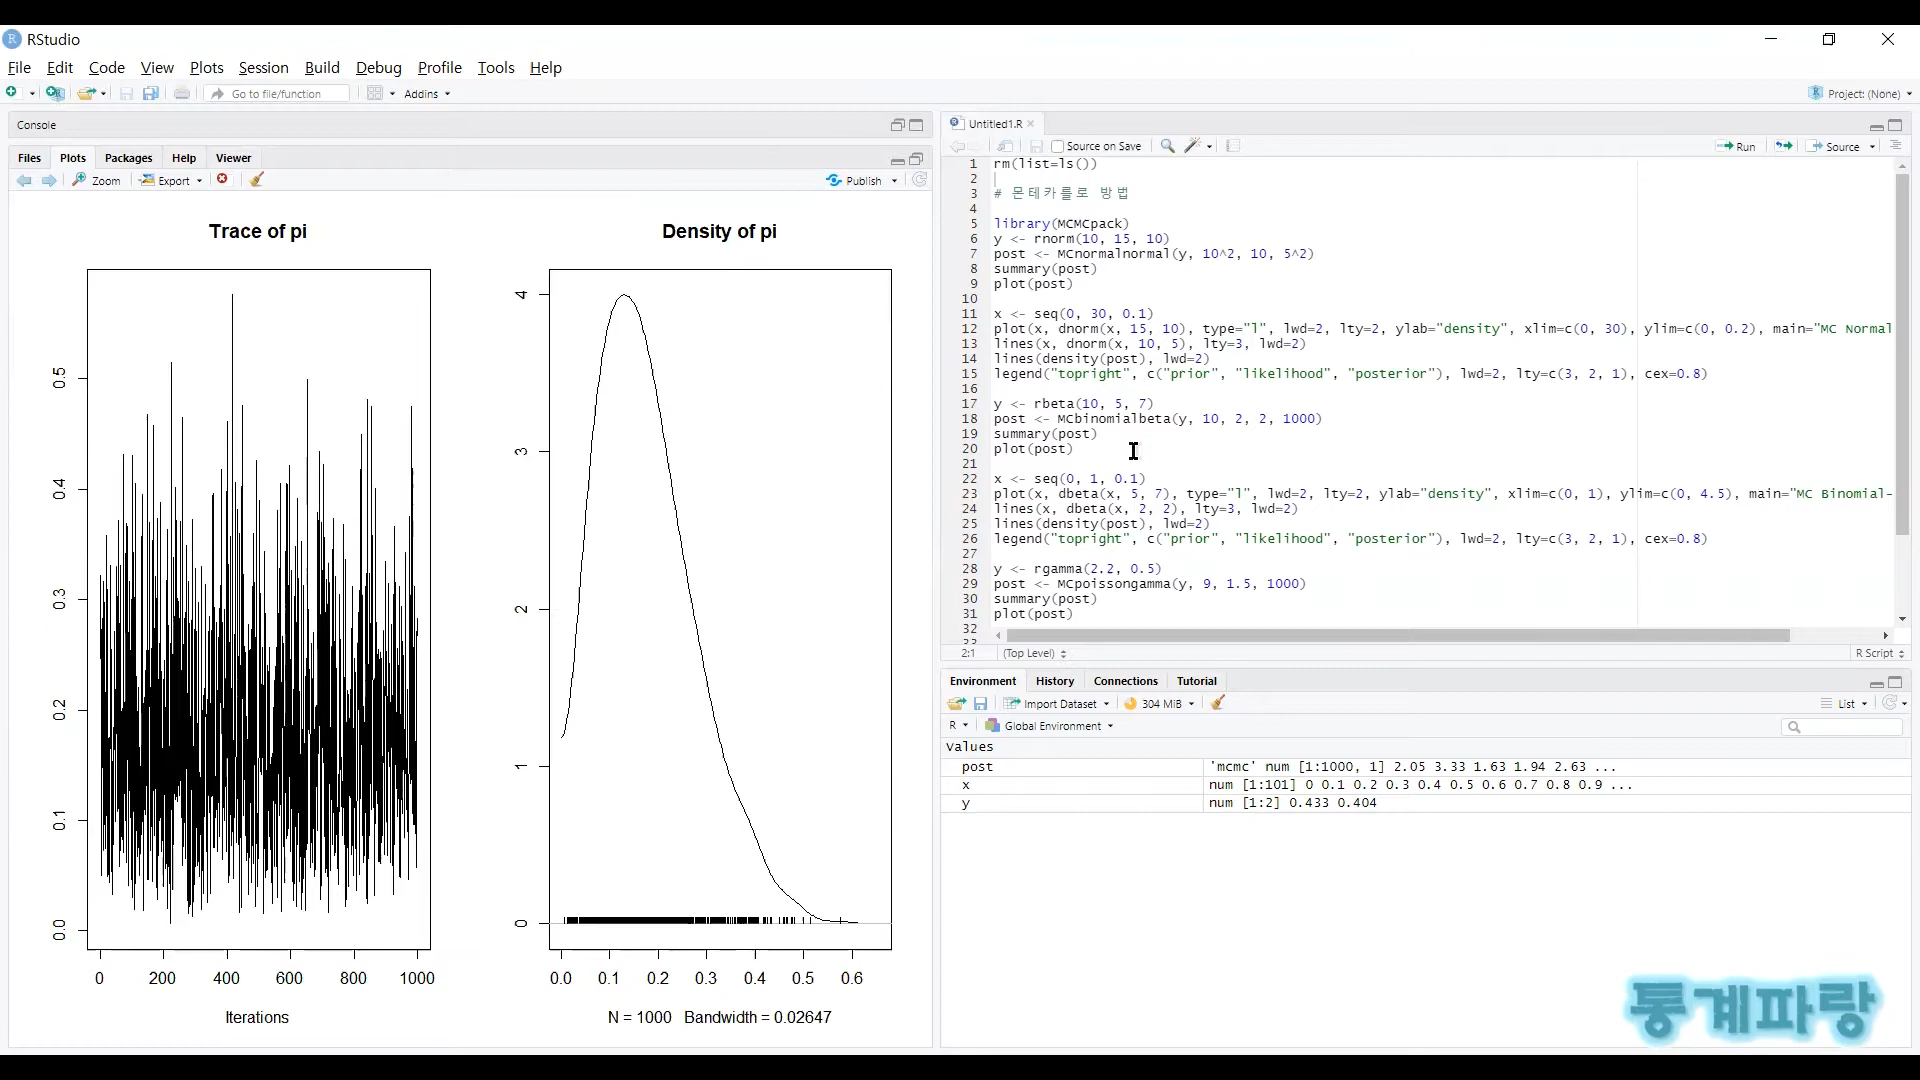 RStudio
File Edit Code View Plots Session Build Debug Profile Tools Help
Go to file/function Addins Project: (None)
Console
Files Plots Packages Help Viewer
Zoom Export Publish
Trace of pi
0.0 0.1 0.2 0.3 0.4 0.5
0 200 400 600 800 1000
Iterations
Density of pi
0 1 2 3 4
0.0 0.1 0.2 0.3 0.4 0.5 0.6
N = 1000 Bandwidth = 0.02647
Untitled1.R
Source on Save Run Source
1 rm(list=ls())
2
3 # 몬테카를로 방법
4
5 library(MCMCpack)
6 y <- rnorm(10, 15, 10)
7 post <- MCnormalnormal(y, 10^2, 10, 5^2)
8 summary(post)
9 plot(post)
10
11 x <- seq(0, 30, 0.1)
12 plot(x, dnorm(x, 15, 10), type="l", lwd=2, lty=2, ylab="density", xlim=c(0, 30), ylim=c(0, 0.2), main="MC Normal
13 lines(x, dnorm(x, 10, 5), lty=3, lwd=2)
14 lines(density(post), lwd=2)
15 legend("topright", c("prior", "likelihood", "posterior"), lwd=2, lty=c(3, 2, 1), cex=0.8)
16
17 y <- rbeta(10, 5, 7)
18 post <- MCbinomialbeta(y, 10, 2, 2, 1000)
19 summary(post)
20 plot(post)
21
22 x <- seq(0, 1, 0.1)
23 plot(x, dbeta(x, 5, 7), type="l", lwd=2, lty=2, ylab="density", xlim=c(0, 1), ylim=c(0, 4.5), main="MC Binomial-
24 lines(x, dbeta(x, 2, 2), lty=3, lwd=2)
25 lines(density(post), lwd=2)
26 legend("topright", c("prior", "likelihood", "posterior"), lwd=2, lty=c(3, 2, 1), cex=0.8)
27
28 y <- rgamma(2.2, 0.5)
29 post <- MCpoissongamma(y, 9, 1.5, 1000)
30 summary(post)
31 plot(post)
32
2:1 (Top Level) R Script
Environment History Connections Tutorial
Import Dataset 304 MiB List
R Global Environment
Values
post 'mcmc' num [1:1000, 1] 2.05 3.33 1.63 1.94 2.63 ...
x num [1:101] 0 0.1 0.2 0.3 0.4 0.5 0.6 0.7 0.8 0.9 ...
y num [1:2] 0.433 0.404
통계파랑